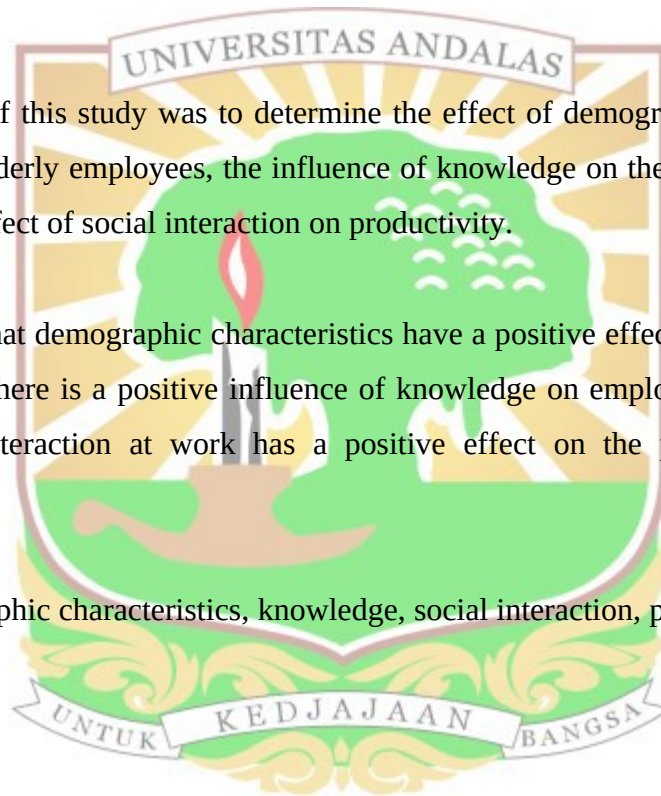 UNIVERSITAS ANDALAS
f this study was to determine the effect of demogr
derly employees, the influence of knowledge on the
fect of social interaction on productivity.
hat demographic characteristics have a positive effec
here is a positive influence of knowledge on emplo
teraction at work has a positive effect on the p
phic characteristics, knowledge, social interaction, p
UNTUK KEDJAJAAN BANGSA